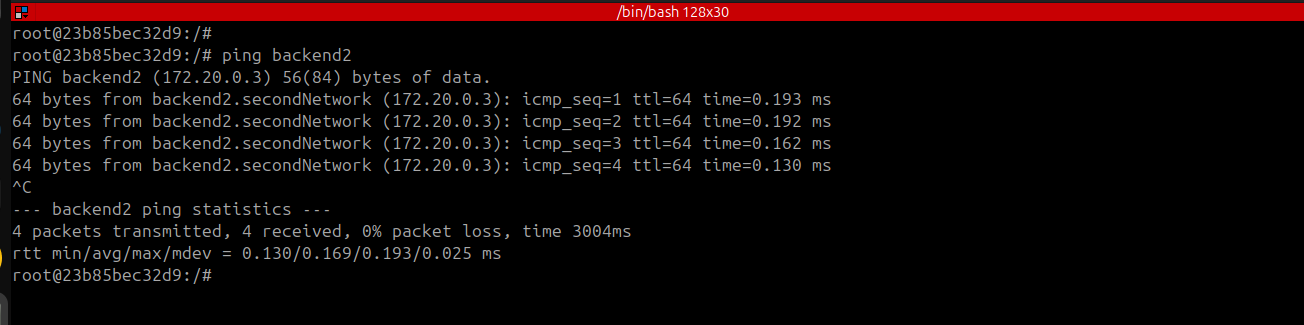 /bin/bash 128x30
root@23b85bec32d9:/#
root@23b85bec32d9:/# ping backend2
PING backend2 (172.20.0.3) 56(84) bytes of data.
64 bytes from backend2.secondNetwork (172.20.0.3): icmp_seq=1 ttl=64 time=0.193 ms
64 bytes from backend2.secondNetwork (172.20.0.3): icmp_seq=2 ttl=64 time=0.192 ms
64 bytes from backend2.secondNetwork (172.20.0.3): icmp_seq=3 ttl=64 time=0.162 ms
64 bytes from backend2.secondNetwork (172.20.0.3): icmp_seq=4 ttl=64 time=0.130 ms
^C
--- backend2 ping statistics ---
4 packets transmitted, 4 received, 0% packet loss, time 3004ms
rtt min/avg/max/mdev = 0.130/0.169/0.193/0.025 ms
root@23b85bec32d9:/#